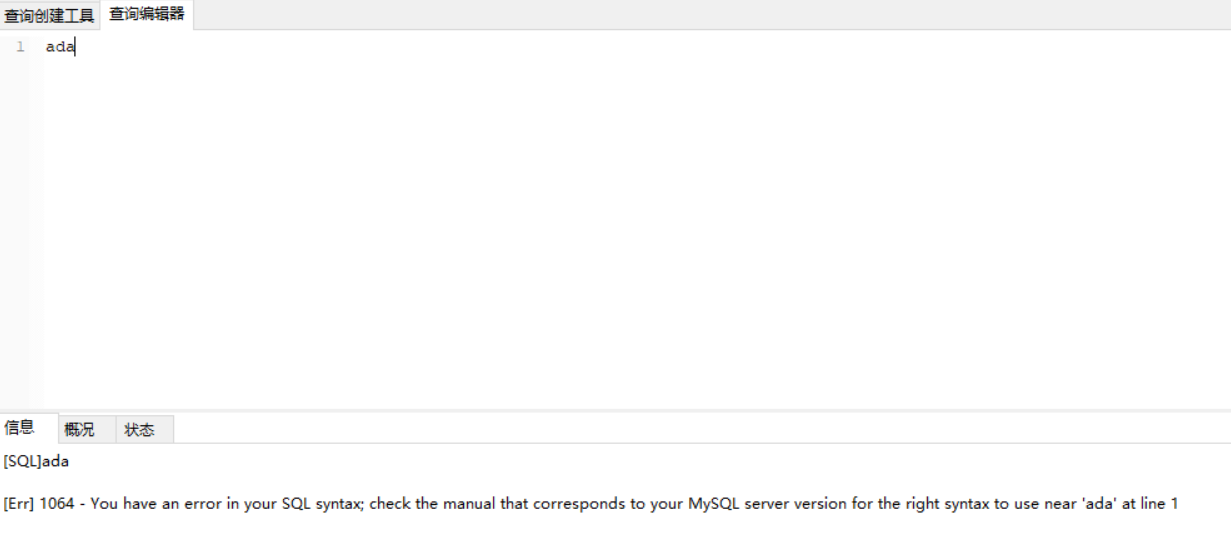 查询创建工具 查询编辑器
1 ada
信息 概况 状态
[SQL]ada
[Err] 1064 - You have an error in your SQL syntax; check the manual that corresponds to your MySQL server version for the right syntax to use near 'ada' at line 1